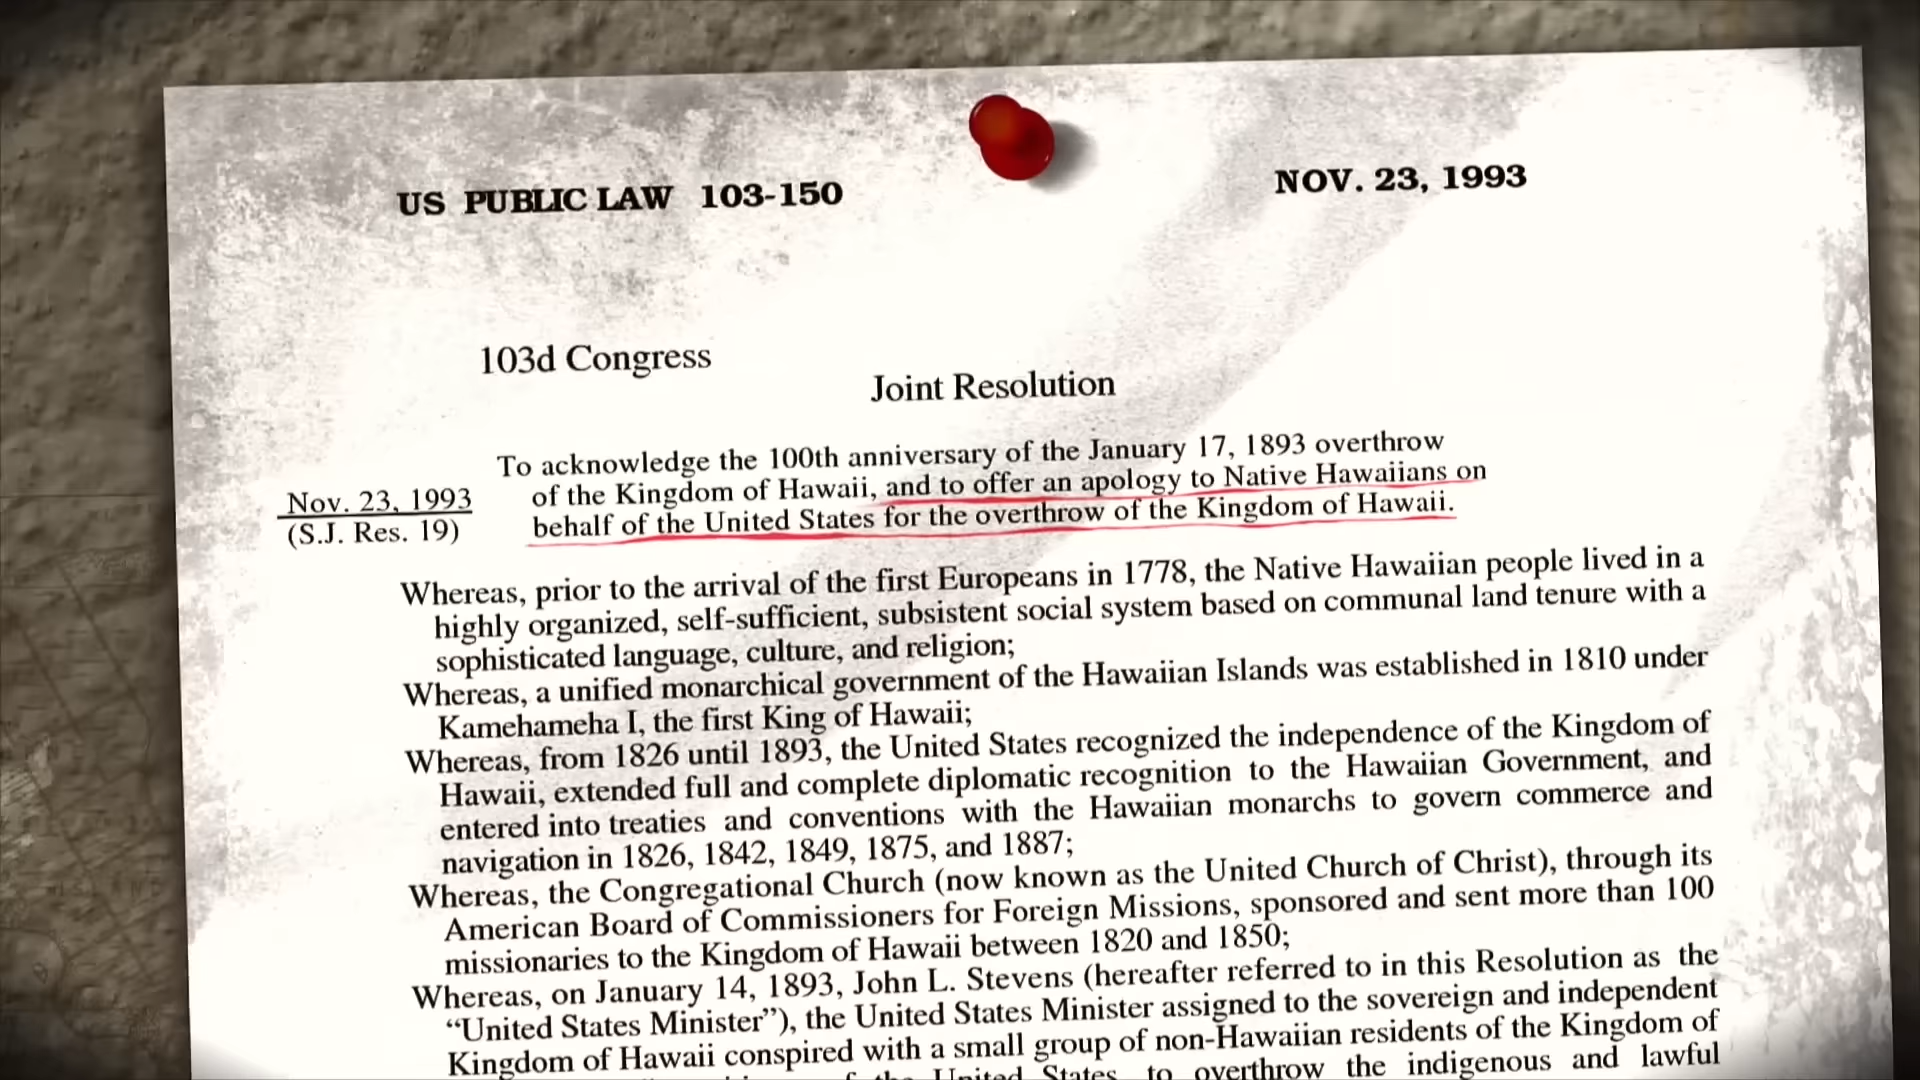 US PUBLIC LAW 103-150
NOV. 23, 1993
103d Congress
Joint Resolution
Nov. 23, 1993
(S.J. Res. 19)
To acknowledge the 100th anniversary of the January 17, 1893 overthrow
of the Kingdom of Hawaii, and to offer an apology to Native Hawaiians on
behalf of the United States for the overthrow of the Kingdom of Hawaii.
Whereas, prior to the arrival of the first Europeans in 1778, the Native Hawaiian people lived in a
highly organized, self-sufficient, subsistent social system based on communal land tenure with a
sophisticated language, culture, and religion;
Whereas, a unified monarchical government of the Hawaiian Islands was established in 1810 under
Kamehameha I, the first King of Hawaii;
Whereas, from 1826 until 1893, the United States recognized the independence of the Kingdom of
Hawaii, extended full and complete diplomatic recognition to the Hawaiian Government, and
entered into treaties and conventions with the Hawaiian monarchs to govern commerce and
navigation in 1826, 1842, 1849, 1875, and 1887;
Whereas, the Congregational Church (now known as the United Church of Christ), through its
American Board of Commissioners for Foreign Missions, sponsored and sent more than 100
missionaries to the Kingdom of Hawaii between 1820 and 1850;
Whereas, on January 14, 1893, John L. Stevens (hereafter referred to in this Resolution as the
“United States Minister”), the United States Minister assigned to the sovereign and independent
Kingdom of Hawaii conspired with a small group of non-Hawaiian residents of the Kingdom of
the United States, to overthrow the indigenous and lawful